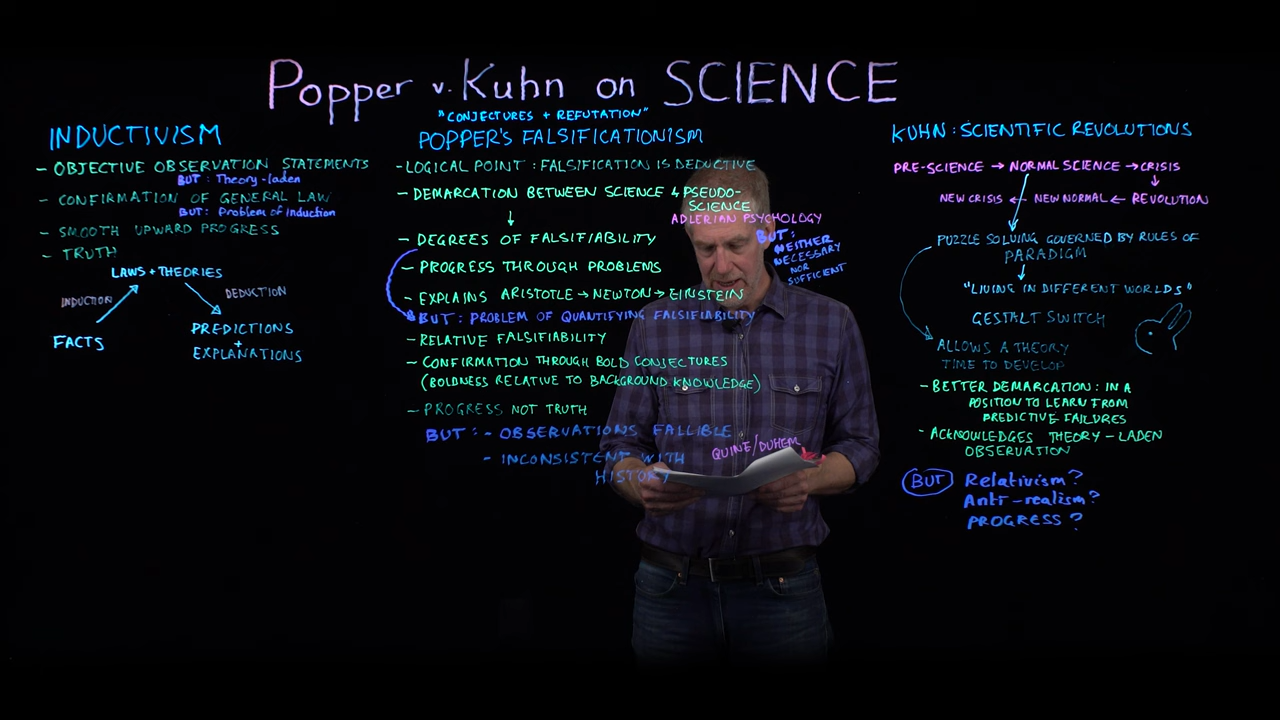 Popper v. Kuhn on SCIENCE
INDUCTIVISM
- OBJECTIVE OBSERVATION STATEMENTS
BUT: Theory-laden
- CONFIRMATION OF GENERAL LAW
BUT: Problem of Induction
- SMOOTH UPWARD PROGRESS
- TRUTH
LAWS + THEORIES
INDUCTION
DEDUCTION
FACTS
PREDICTIONS
+
EXPLANATIONS
"CONJECTURES + REFUTATION"
POPPER'S FALSIFICATIONISM
- LOGICAL POINT: FALSIFICATION IS DEDUCTIVE
- DEMARCATION BETWEEN SCIENCE & PSEUDO-
SCIENCE
ADLERIAN PSYCHOLOGY
BUT:
NEITHER
NECESSARY
NOR
SUFFICIENT
↓
- DEGREES OF FALSIFIABILITY
- PROGRESS THROUGH PROBLEMS
- EXPLAINS ARISTOTLE → NEWTON → EINSTEIN
BUT: PROBLEM OF QUANTIFYING FALSIFIABILITY
- RELATIVE FALSIFIABILITY
- CONFIRMATION THROUGH BOLD CONJECTURES
(BOLDNESS RELATIVE TO BACKGROUND KNOWLEDGE)
- PROGRESS NOT TRUTH
BUT: - OBSERVATIONS FALLIBLE
QUINE/DUHEM
- INCONSISTENT WITH
HISTORY
KUHN: SCIENTIFIC REVOLUTIONS
PRE-SCIENCE → NORMAL SCIENCE → CRISIS
↓
NEW CRISIS ← NEW NORMAL ← REVOLUTION
PUZZLE SOLVING GOVERNED BY RULES OF
PARADIGM
↓
"LIVING IN DIFFERENT WORLDS"
GESTALT SWITCH
ALLOWS A THEORY
TIME TO DEVELOP
- BETTER DEMARCATION: IN A
POSITION TO LEARN FROM
PREDICTIVE FAILURES
- ACKNOWLEDGES THEORY-LADEN
OBSERVATION
BUT Relativism?
Anti-realism?
PROGRESS?